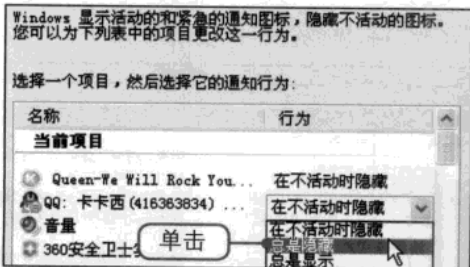 Windows 显示活动的和紧急的通知图标，隐藏不活动的图标。
您可以为下列表中的项目更改这一行为。
选择一个项目，然后选择它的通知行为：
名称 行为
当前项目
Queen-We Will Rock You... 在不活动时隐藏
QQ: 卡卡西(416363834) ... 在不活动时隐藏
音量 在不活动时隐藏
360安全卫士 单击 总是隐藏
总是显示